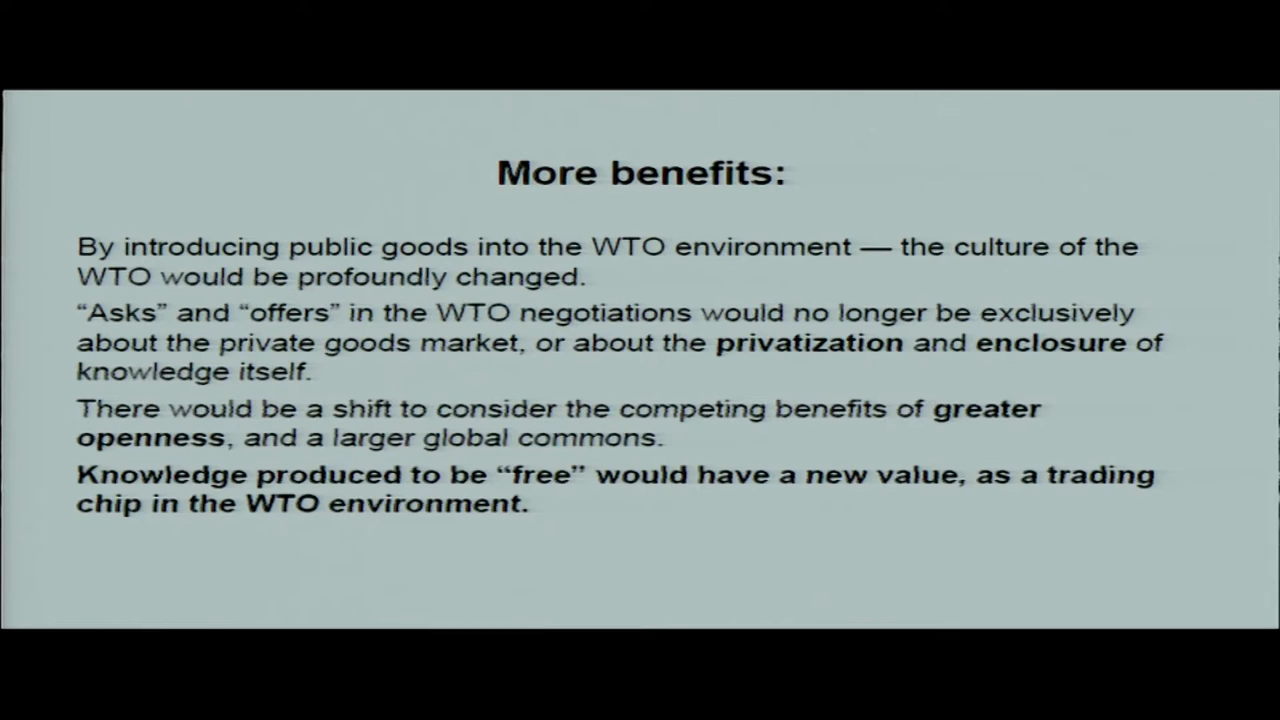 More benefits:
By introducing public goods into the WTO environment — the culture of the
WTO would be profoundly changed.
“Asks” and “offers” in the WTO negotiations would no longer be exclusively
about the private goods market, or about the privatization and enclosure of
knowledge itself.
There would be a shift to consider the competing benefits of greater
openness, and a larger global commons.
Knowledge produced to be “free” would have a new value, as a trading
chip in the WTO environment.